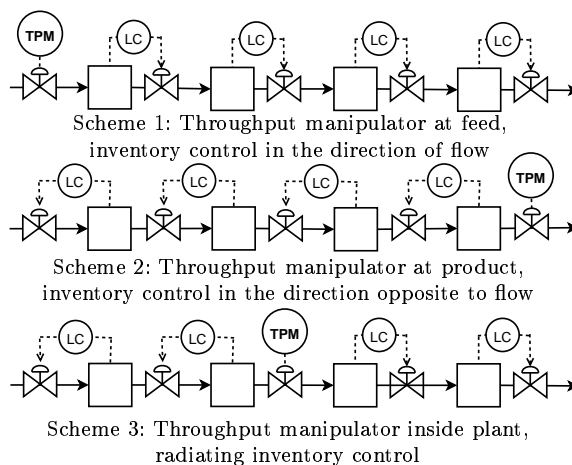 TPM
LC LC LC LC
Scheme 1: Throughput manipulator at feed,
inventory control in the direction of flow
LC LC LC LC
TPM
Scheme 2: Throughput manipulator at product,
inventory control in the direction opposite to flow
LC LC TPM LC LC
Scheme 3: Throughput manipulator inside plant,
radiating inventory control